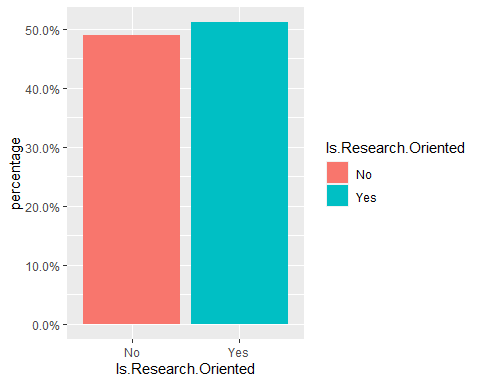 percentage
50.0%
40.0%
30.0%
20.0%
10.0%
0.0%
No
Yes
Is.Research.Oriented
Is.Research.Oriented
No
Yes